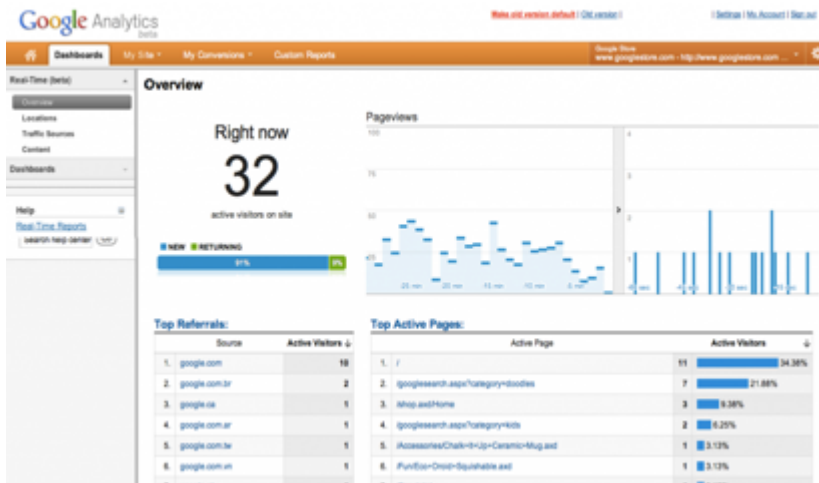 Google Analytics
beta
Make old version default | Old version |
| Settings | My Account | Sign out
Dashboards
My Site
My Conversions
Custom Reports
Google Store
www.googlestore.com - http://www.googlestore.com ...
Real-Time (beta)
Overview
Locations
Traffic Sources
Content
Dashboards
Help
Real-Time Reports
Search help center
Go
Overview
Right now
32
active visitors on site
NEW
RETURNING
91%
9%
Pageviews
100
75
50
25
-25 min
-20 min
-15 min
-10 min
-5 min
4
3
2
1
Top Referrals:
Source
Active Visitors
1. google.com 10
2. google.com.br 2
3. google.ca 1
4. google.com.ar 1
5. google.com.tw 1
6. google.com.vn 1
Top Active Pages:
Active Page
Active Visitors
1. / 11 34.38%
2. /googlesearch.aspx?category=doodles 7 21.88%
3. /shop.axd/Home 3 9.38%
4. /googlesearch.aspx?category=kids 2 6.25%
5. /Accessories/Chalk+It+Up+Ceramic+Mug.axd 1 3.13%
6. /Fun/Eco+Droid+Squishable.axd 1 3.13%